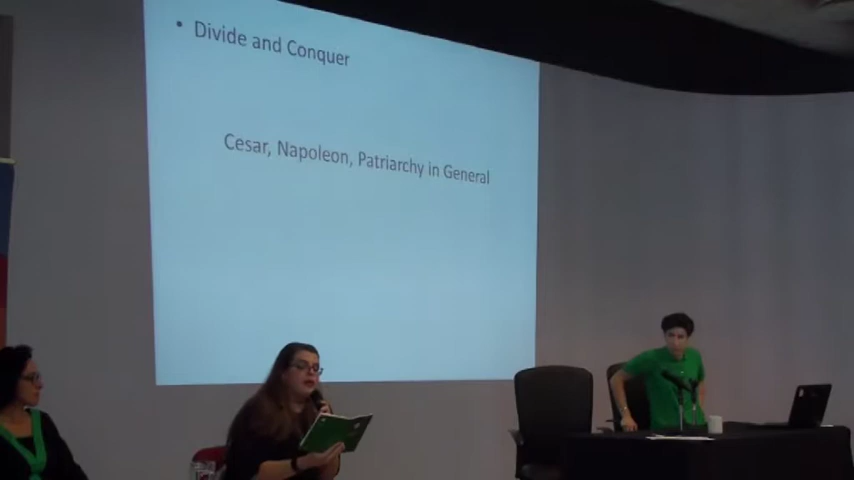 • Divide and Conquer
Cesar, Napoleon, Patriarchy in General